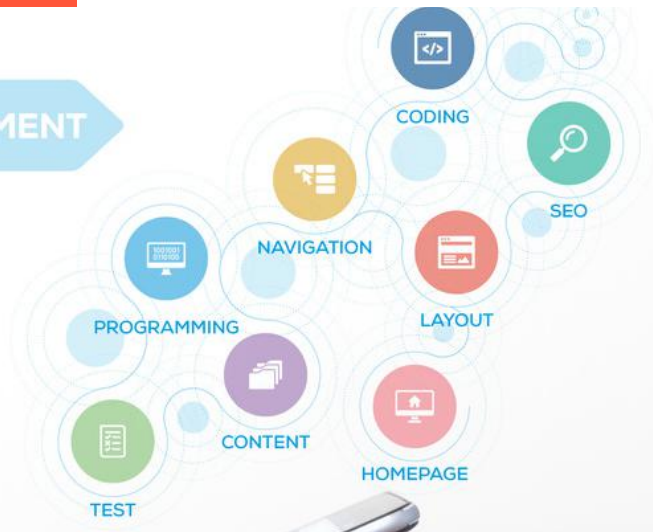 CODING
MENT
SEO
NAVIGATION
PROGRAMMING
LAYOUT
CONTENT
HOMEPAGE
TEST